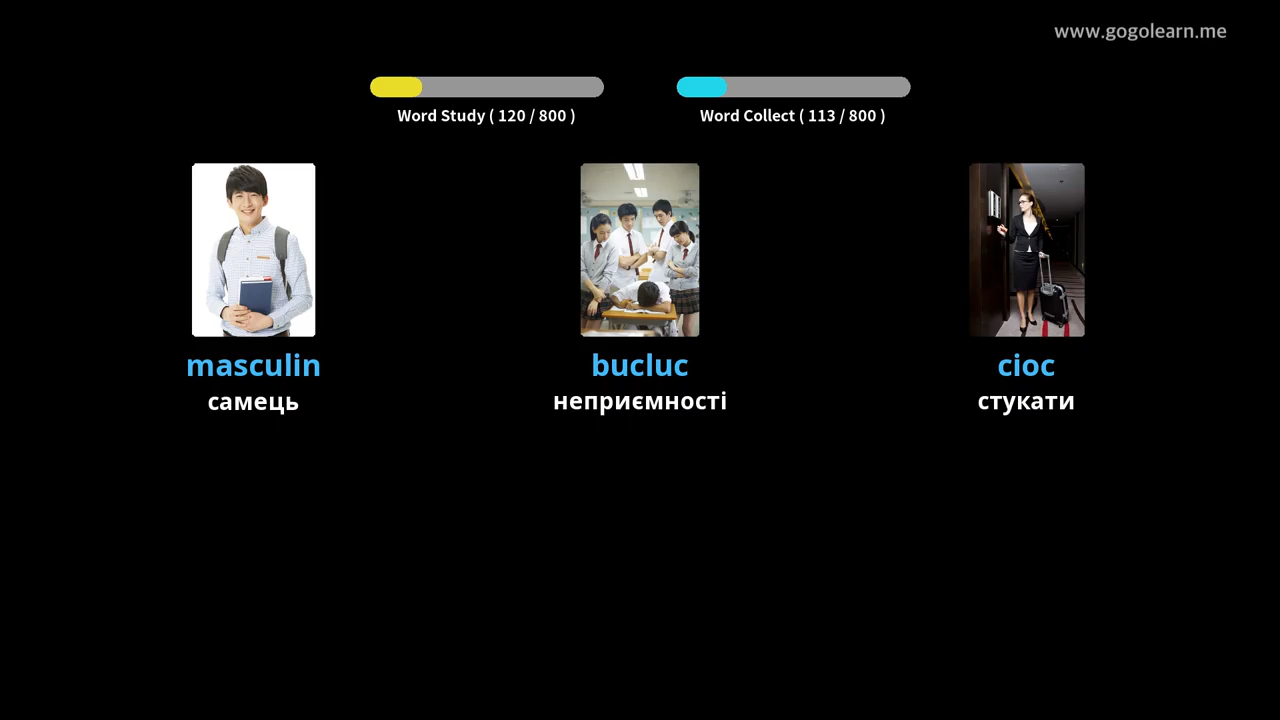 www.gogolearn.me
Word Study ( 120 / 800 )
Word Collect ( 113 / 800 )
masculin
самець
bucluc
неприємності
cioc
стукати